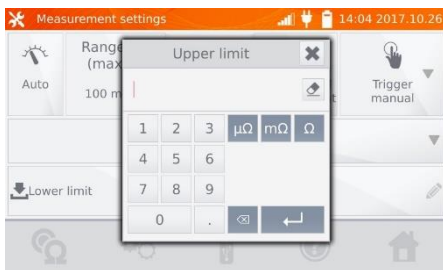 Measurement settings
14:04 2017.10.26
Upper limit
Auto
Range
(max
100 m
Trigger
manual
1 2 3 µΩ mΩ Ω
4 5 6
7 8 9
0 .
Lower limit